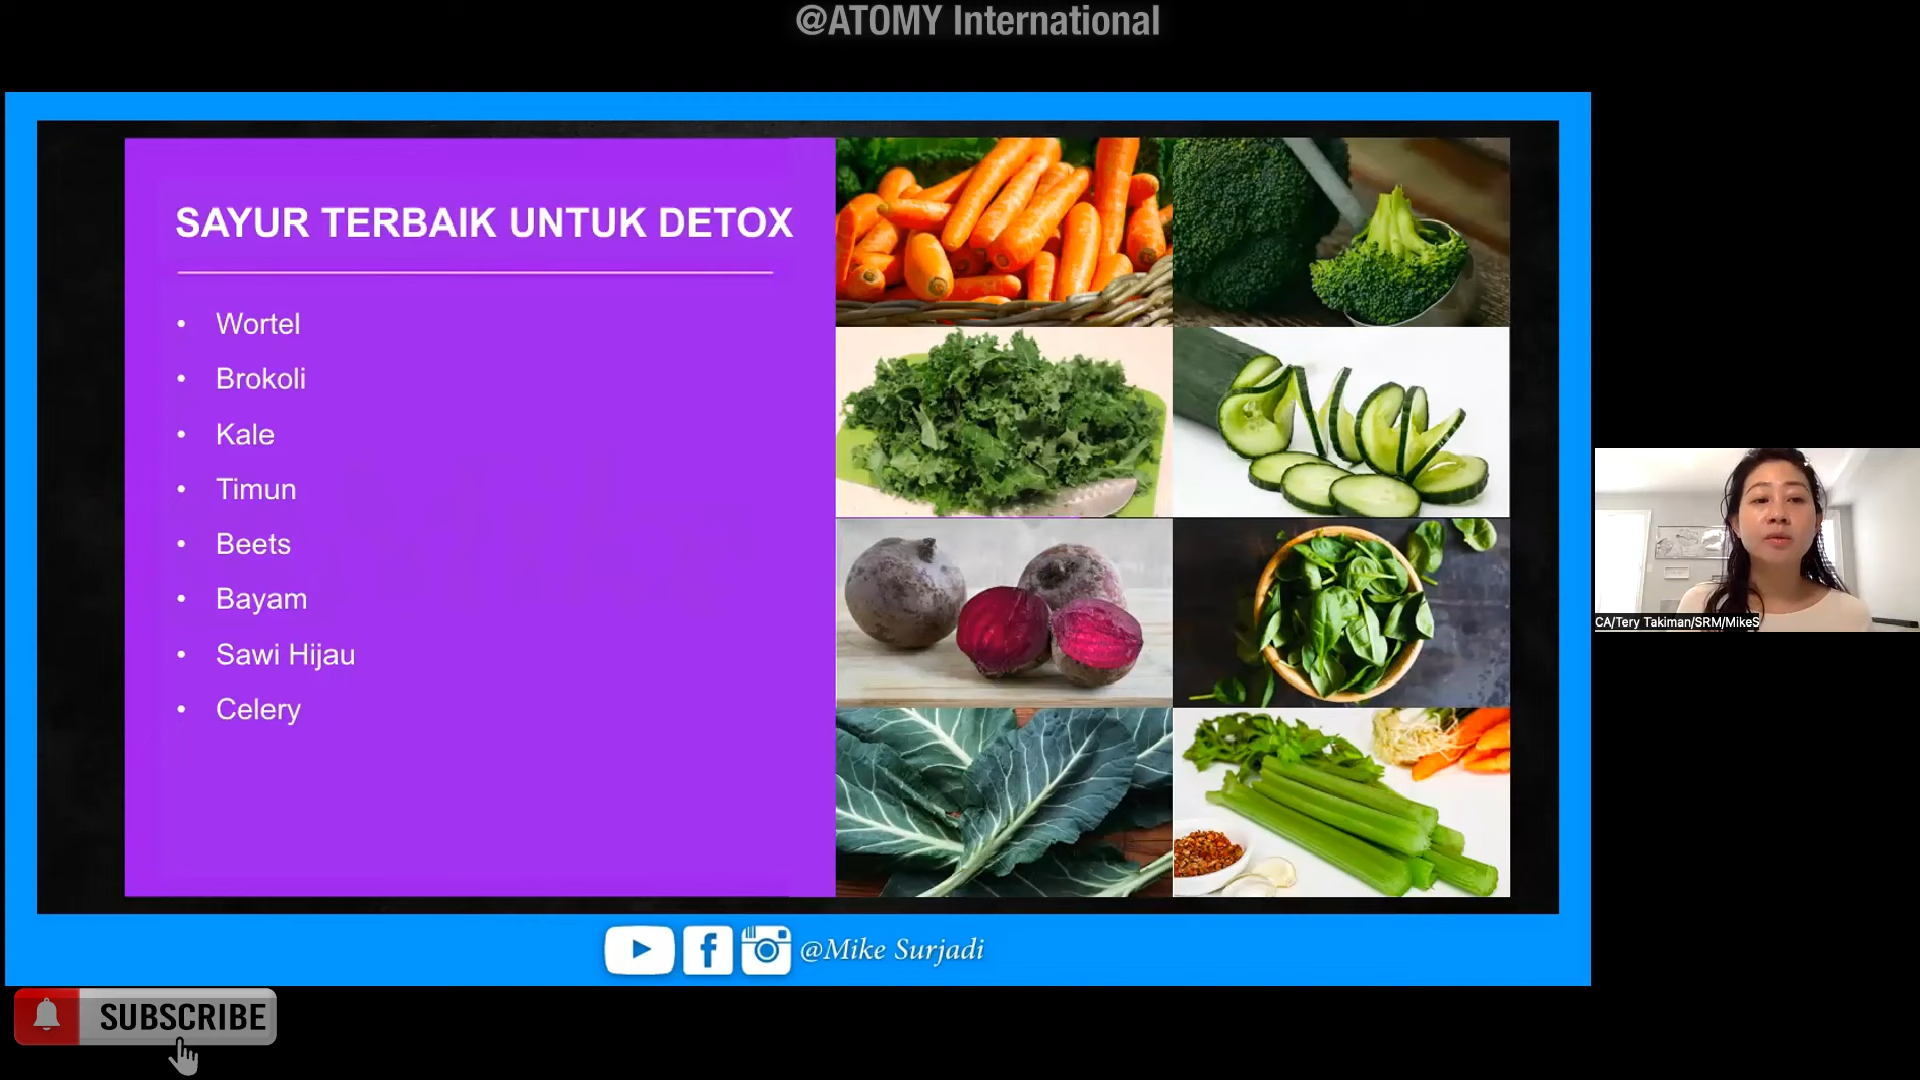 @ATOMY International
SAYUR TERBAIK UNTUK DETOX
• Wortel
• Brokoli
• Kale
• Timun
• Beets
• Bayam
• Sawi Hijau
• Celery
CA/Tery Takiman/SRM/MikeS
@Mike Surjadi
SUBSCRIBE